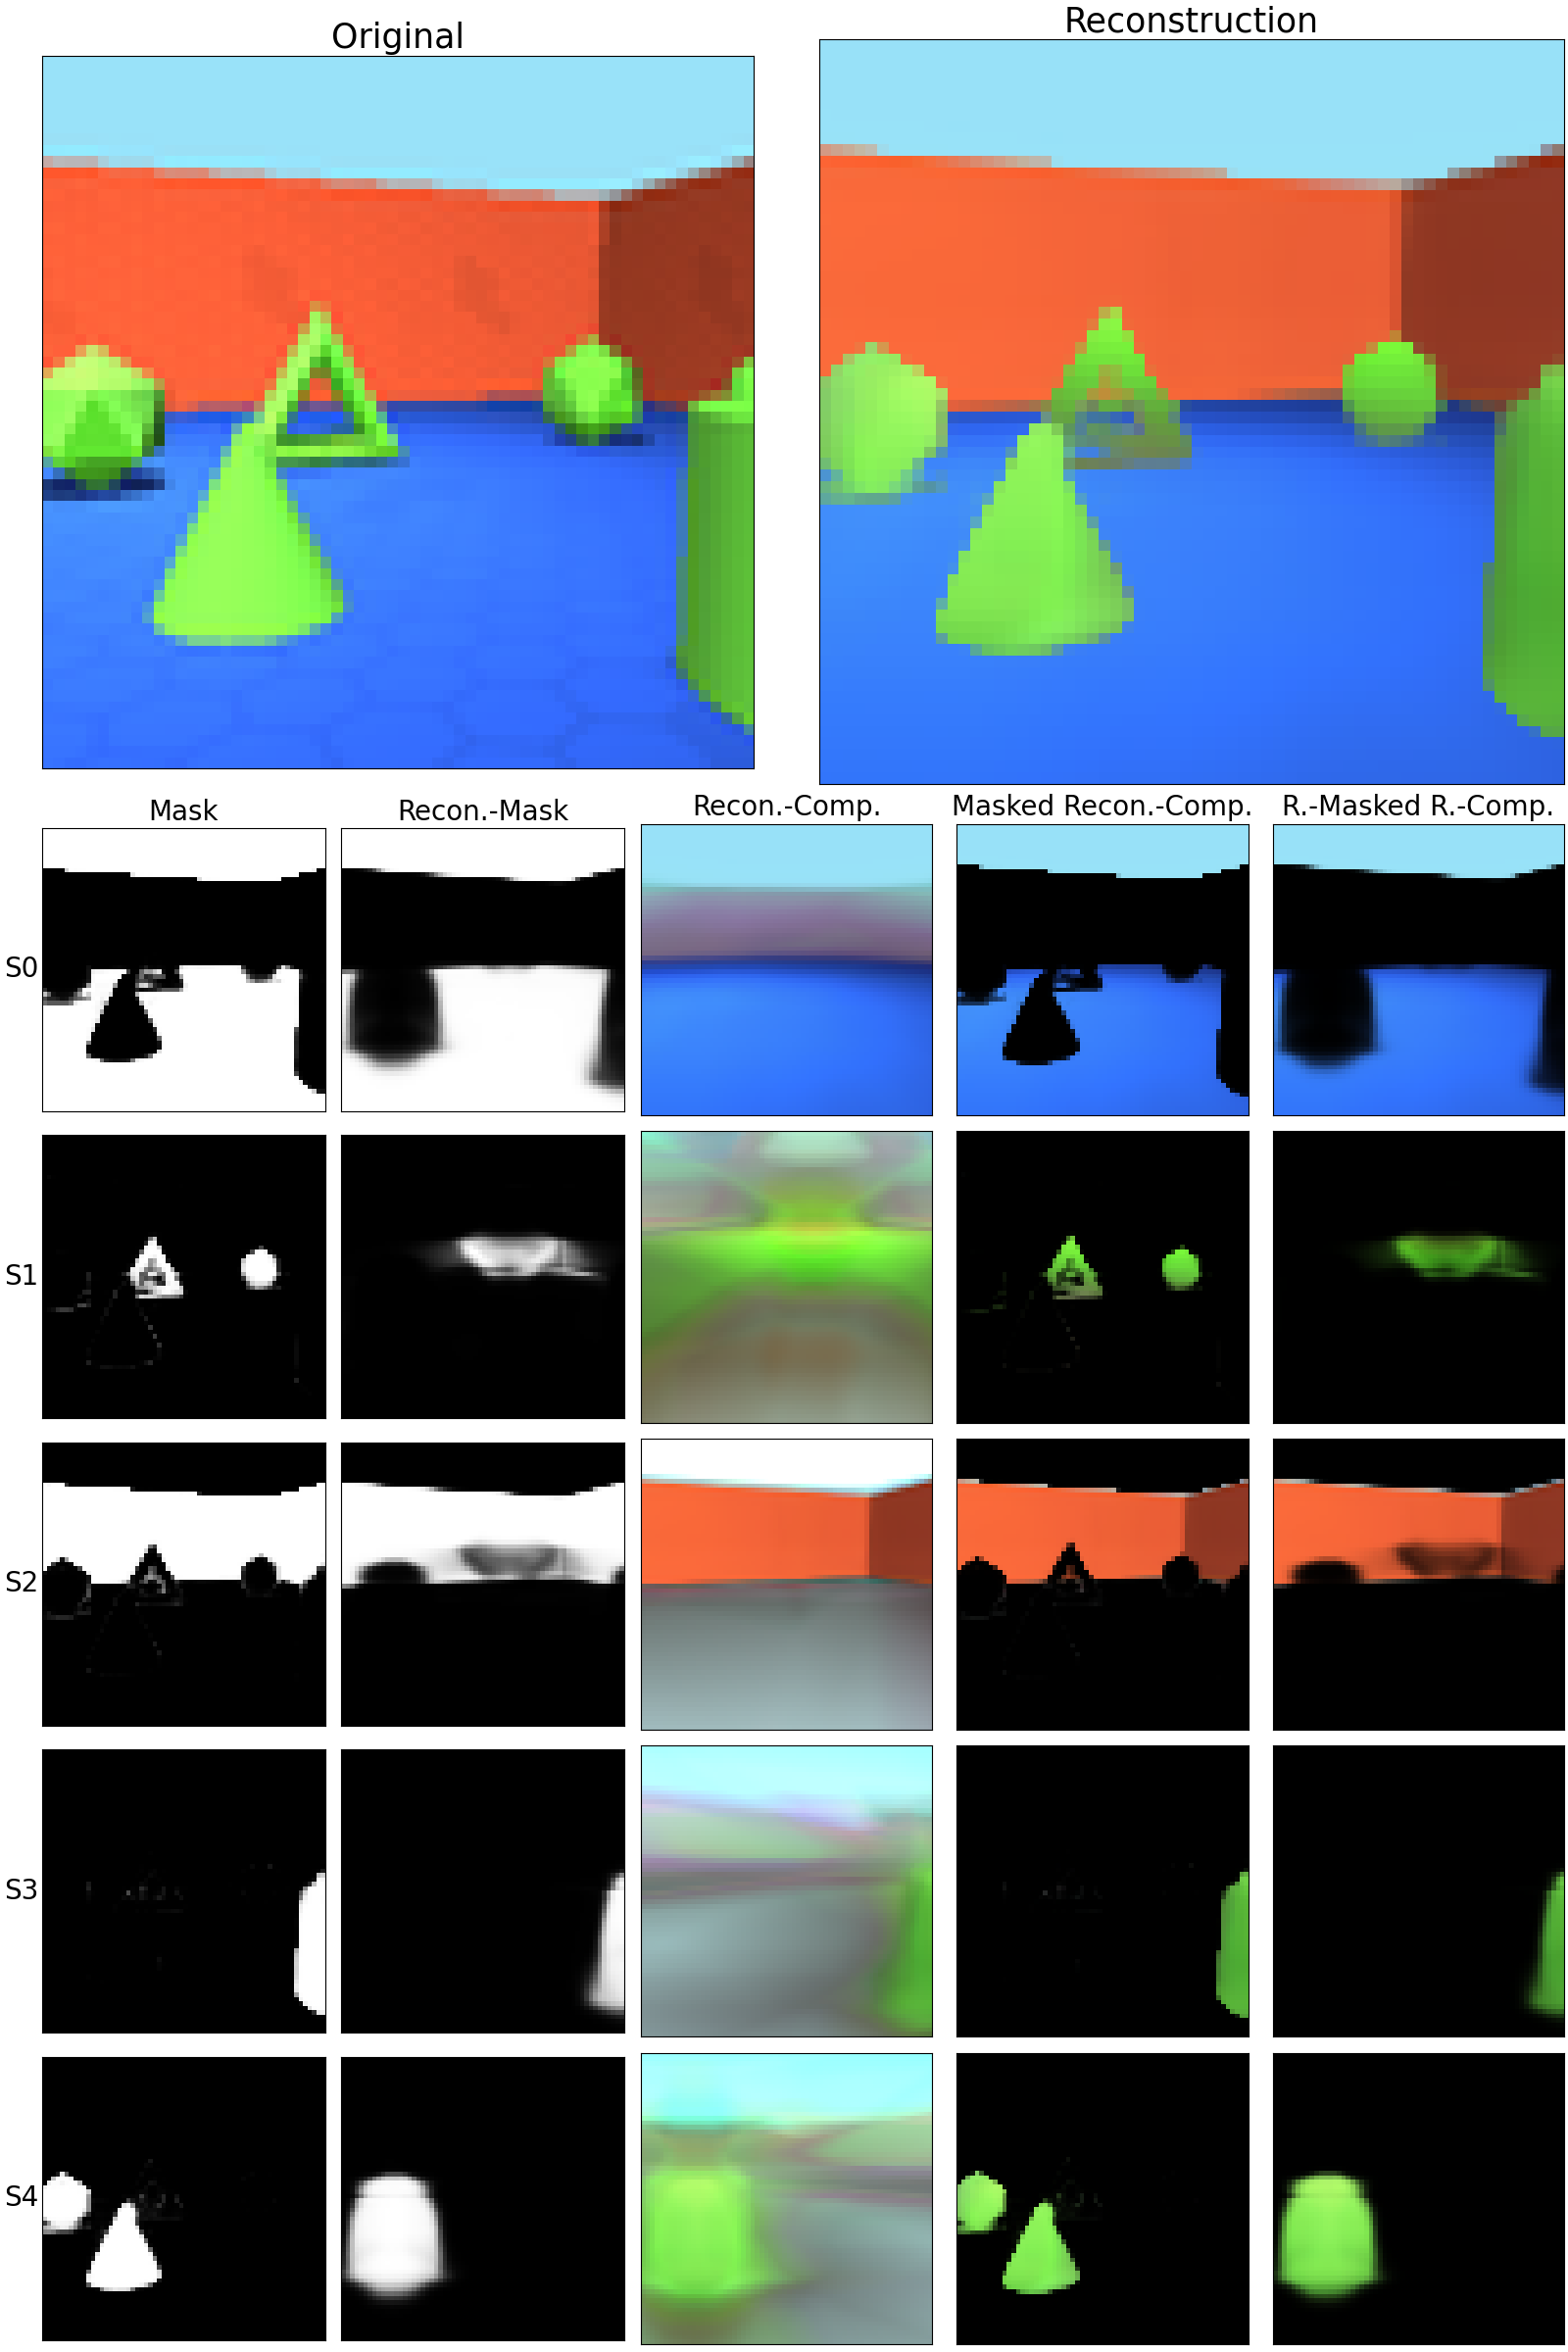 Original
Reconstruction
Mask
Recon.-Mask
Recon.-Comp.
Masked Recon.-Comp.
R.-Masked R.-Comp.
S0
S1
S2
S3
S4